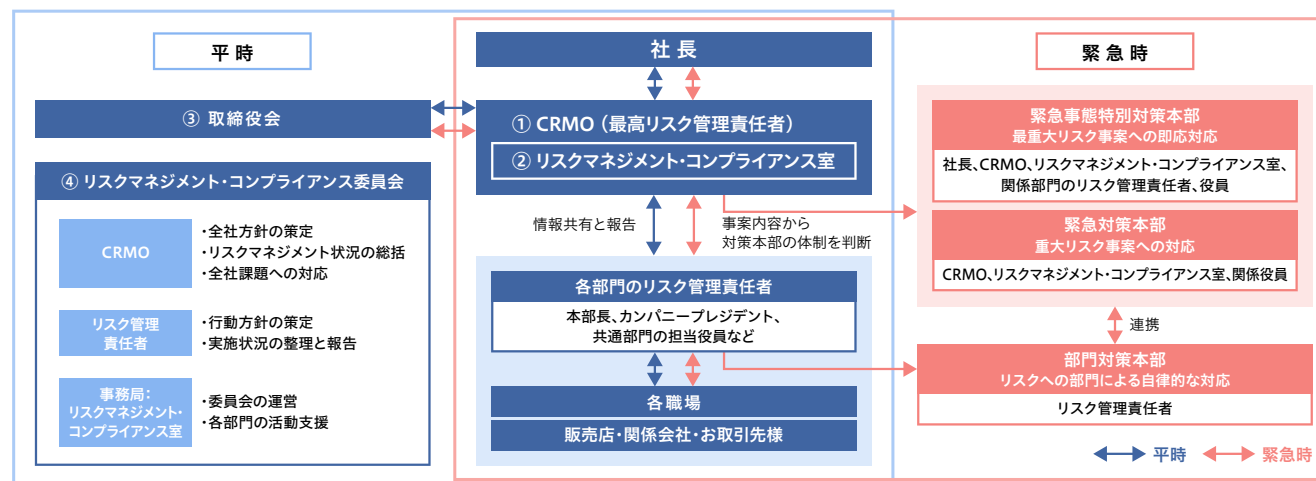 平時
社長
緊急時
③ 取締役会
① CRMO（最高リスク管理責任者）
② リスクマネジメント・コンプライアンス室
④ リスクマネジメント・コンプライアンス委員会
CRMO
・全社方針の策定
・リスクマネジメント状況の総括
・全社課題への対応
リスク管理
責任者
・行動方針の策定
・実施状況の整理と報告
事務局：
リスクマネジメント・
コンプライアンス室
・委員会の運営
・各部門の活動支援
情報共有と報告
事案内容から
対策本部の体制を判断
各部門のリスク管理責任者
本部長、カンパニープレジデント、
共通部門の担当役員など
各職場
販売店・関係会社・お取引先様
緊急事態特別対策本部
最重大リスク事案への即応対応
社長、CRMO、リスクマネジメント・コンプライアンス室、
関係部門のリスク管理責任者、役員
緊急対策本部
重大リスク事案への対応
CRMO、リスクマネジメント・コンプライアンス室、関係役員
連携
部門対策本部
リスクへの部門による自律的な対応
リスク管理責任者
平時
緊急時